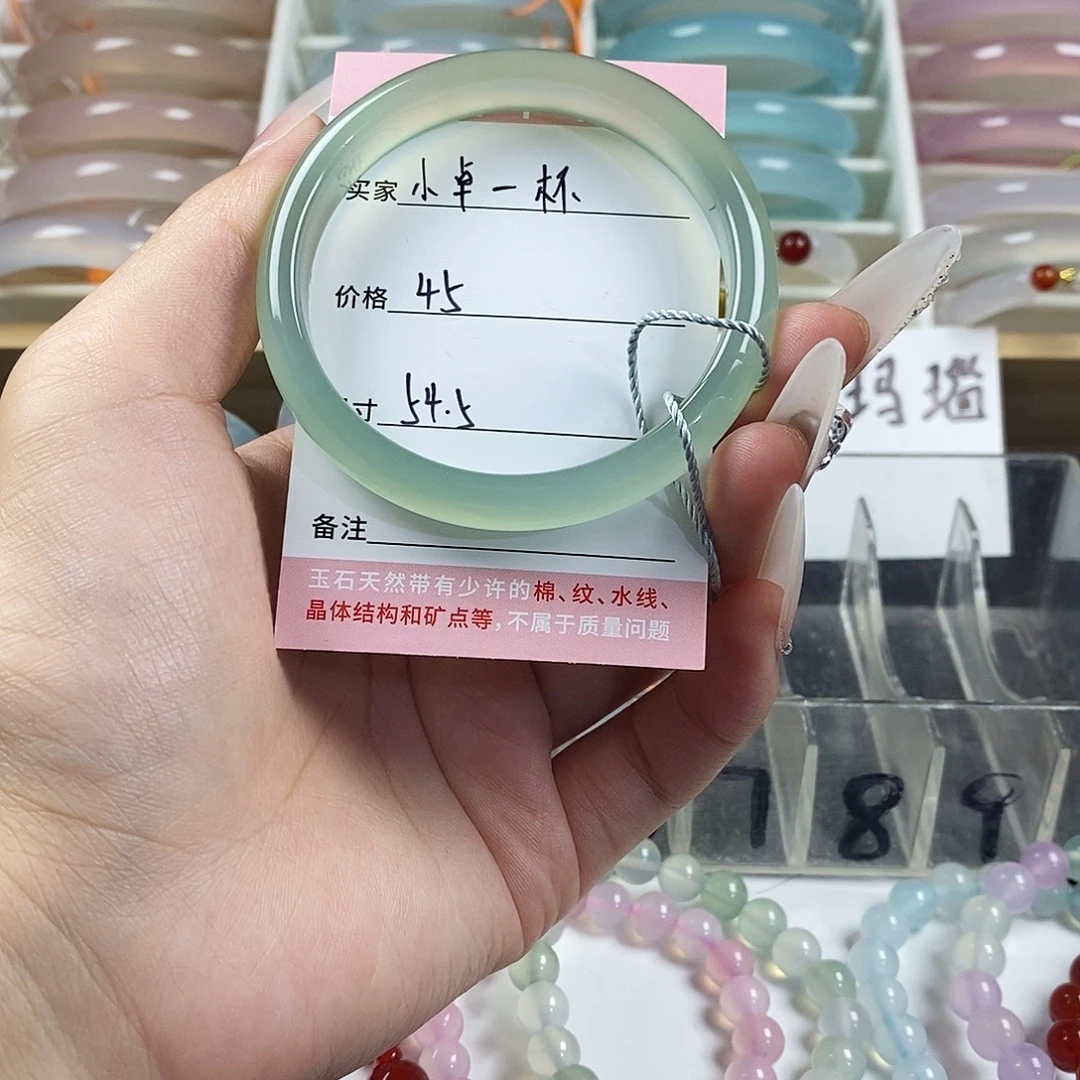 买家 小卓一杯
价格 45
寸 54.5
备注
玉石天然带有少许的棉、纹、水线、
晶体结构和矿点等,不属于质量问题
玛瑙
7 8 9